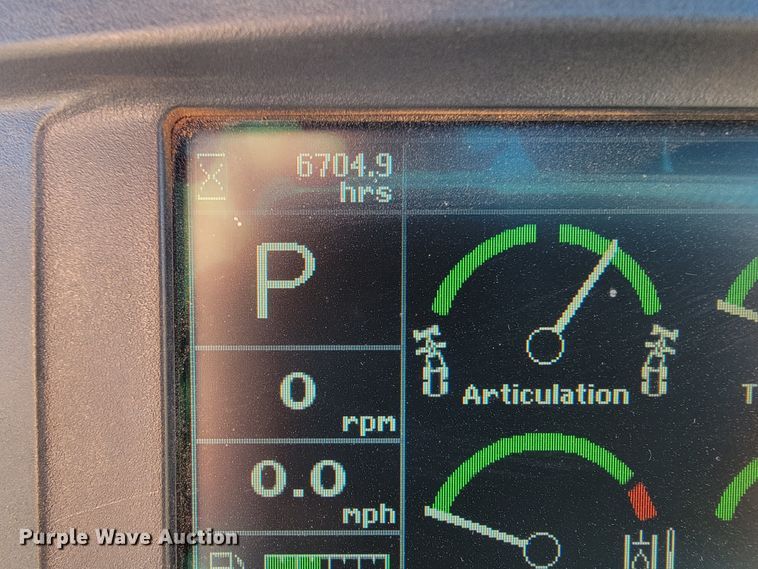 6704.9
hrs
P
0
rpm
0.0
mph
Articulation
T
Purple Wave Auction